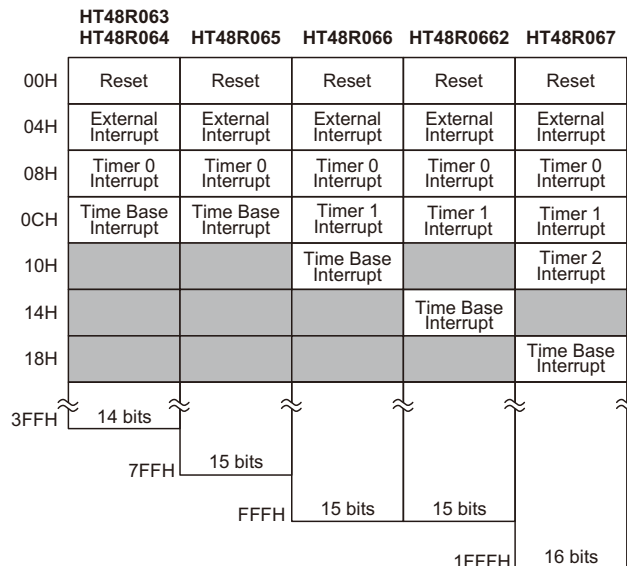 HT48R063
HT48R064 HT48R065 HT48R066 HT48R0662 HT48R067
00H Reset Reset Reset Reset Reset
04H External Interrupt External Interrupt External Interrupt External Interrupt External Interrupt
08H Timer 0 Interrupt Timer 0 Interrupt Timer 0 Interrupt Timer 0 Interrupt Timer 0 Interrupt
0CH Time Base Interrupt Time Base Interrupt Timer 1 Interrupt Timer 1 Interrupt Timer 1 Interrupt
10H Time Base Interrupt Timer 2 Interrupt
14H Time Base Interrupt
18H Time Base Interrupt
3FFH 14 bits
7FFH 15 bits
FFFH 15 bits 15 bits
1FFFH 16 bits